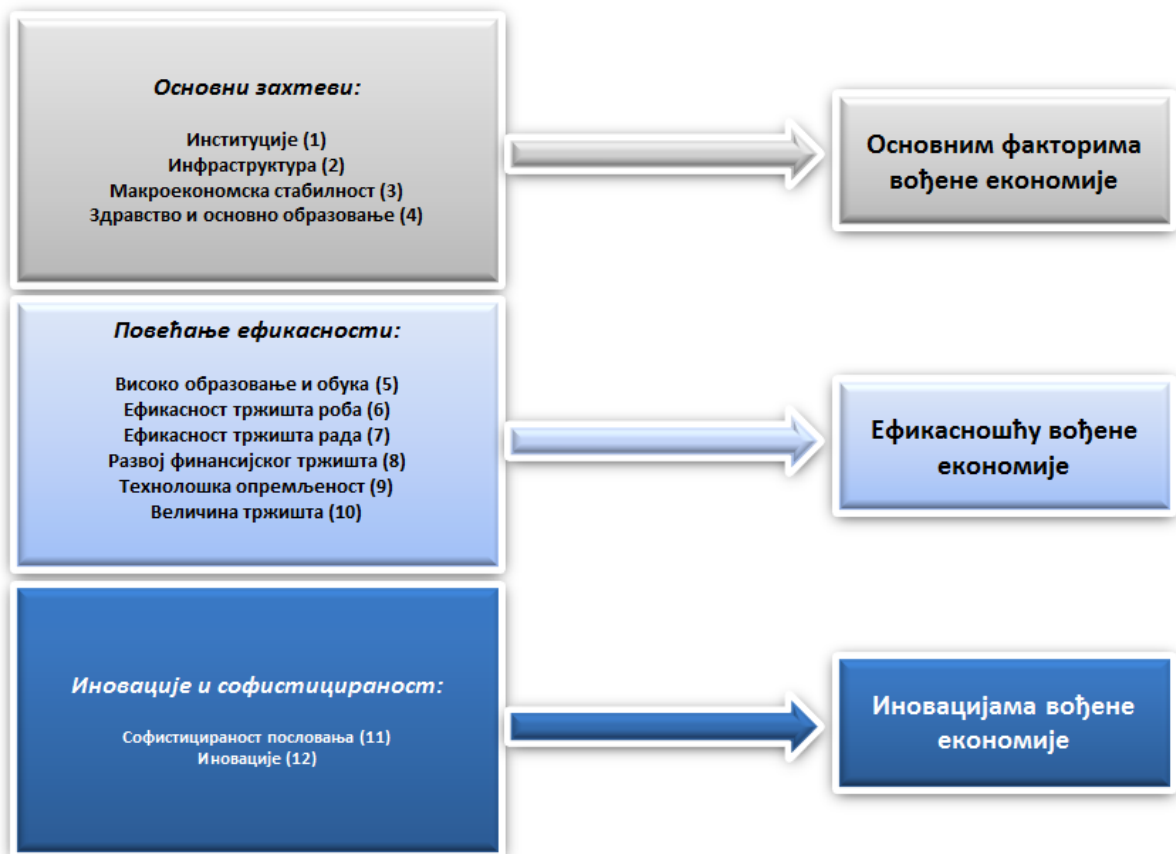 Основни захтеви:
Институције (1)
Инфраструктура (2)
Макроекономска стабилност (3)
Здравство и основно образовање (4)
Основним факторима
вођене економије
Повећање ефикасности:
Високо образовање и обука (5)
Ефикасност тржишта роба (6)
Ефикасност тржишта рада (7)
Развој финансијског тржишта (8)
Технолошка опремљеност (9)
Величина тржишта (10)
Ефикасношћу вођене
економије
Иновације и софистицираност:
Софистицираност пословања (11)
Иновације (12)
Иновацијама вођене
економије